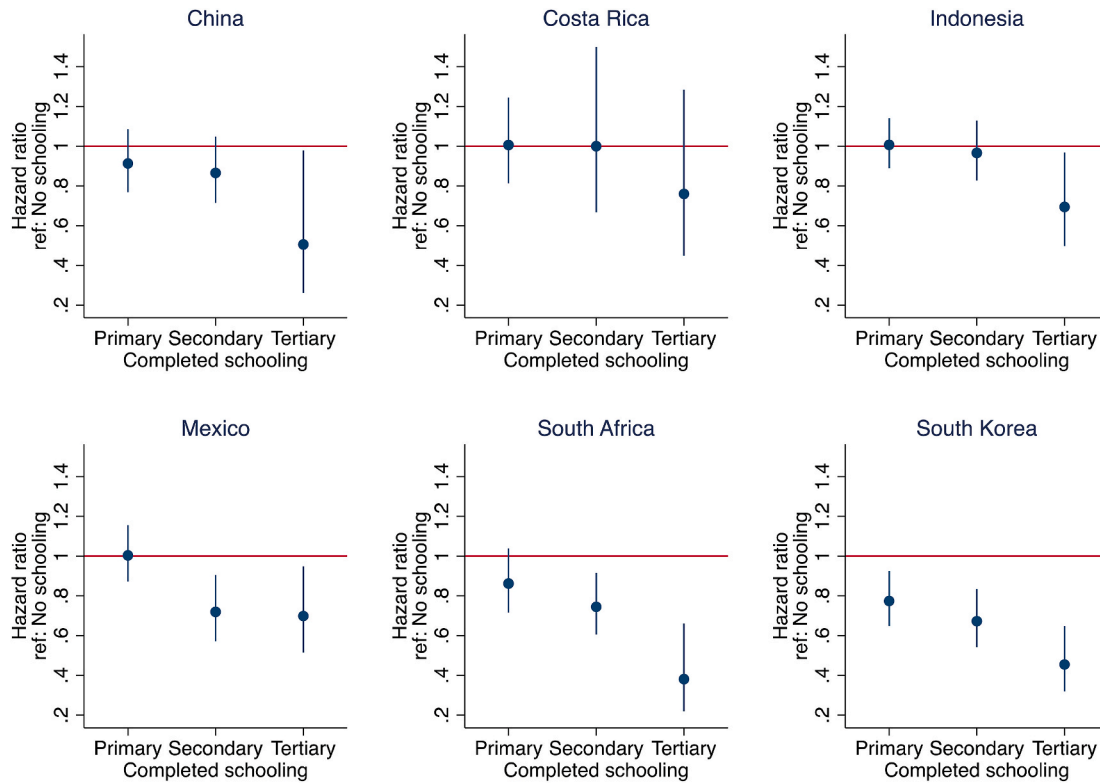 China
Hazard ratio
ref: No schooling
.2 .4 .6 .8 1 1.2 1.4
Primary Secondary Tertiary
Completed schooling
Costa Rica
Hazard ratio
ref: No schooling
.2 .4 .6 .8 1 1.2 1.4
Primary Secondary Tertiary
Completed schooling
Indonesia
Hazard ratio
ref: No schooling
.2 .4 .6 .8 1 1.2 1.4
Primary Secondary Tertiary
Completed schooling
Mexico
Hazard ratio
ref: No schooling
.2 .4 .6 .8 1 1.2 1.4
Primary Secondary Tertiary
Completed schooling
South Africa
Hazard ratio
ref: No schooling
.2 .4 .6 .8 1 1.2 1.4
Primary Secondary Tertiary
Completed schooling
South Korea
Hazard ratio
ref: No schooling
.2 .4 .6 .8 1 1.2 1.4
Primary Secondary Tertiary
Completed schooling